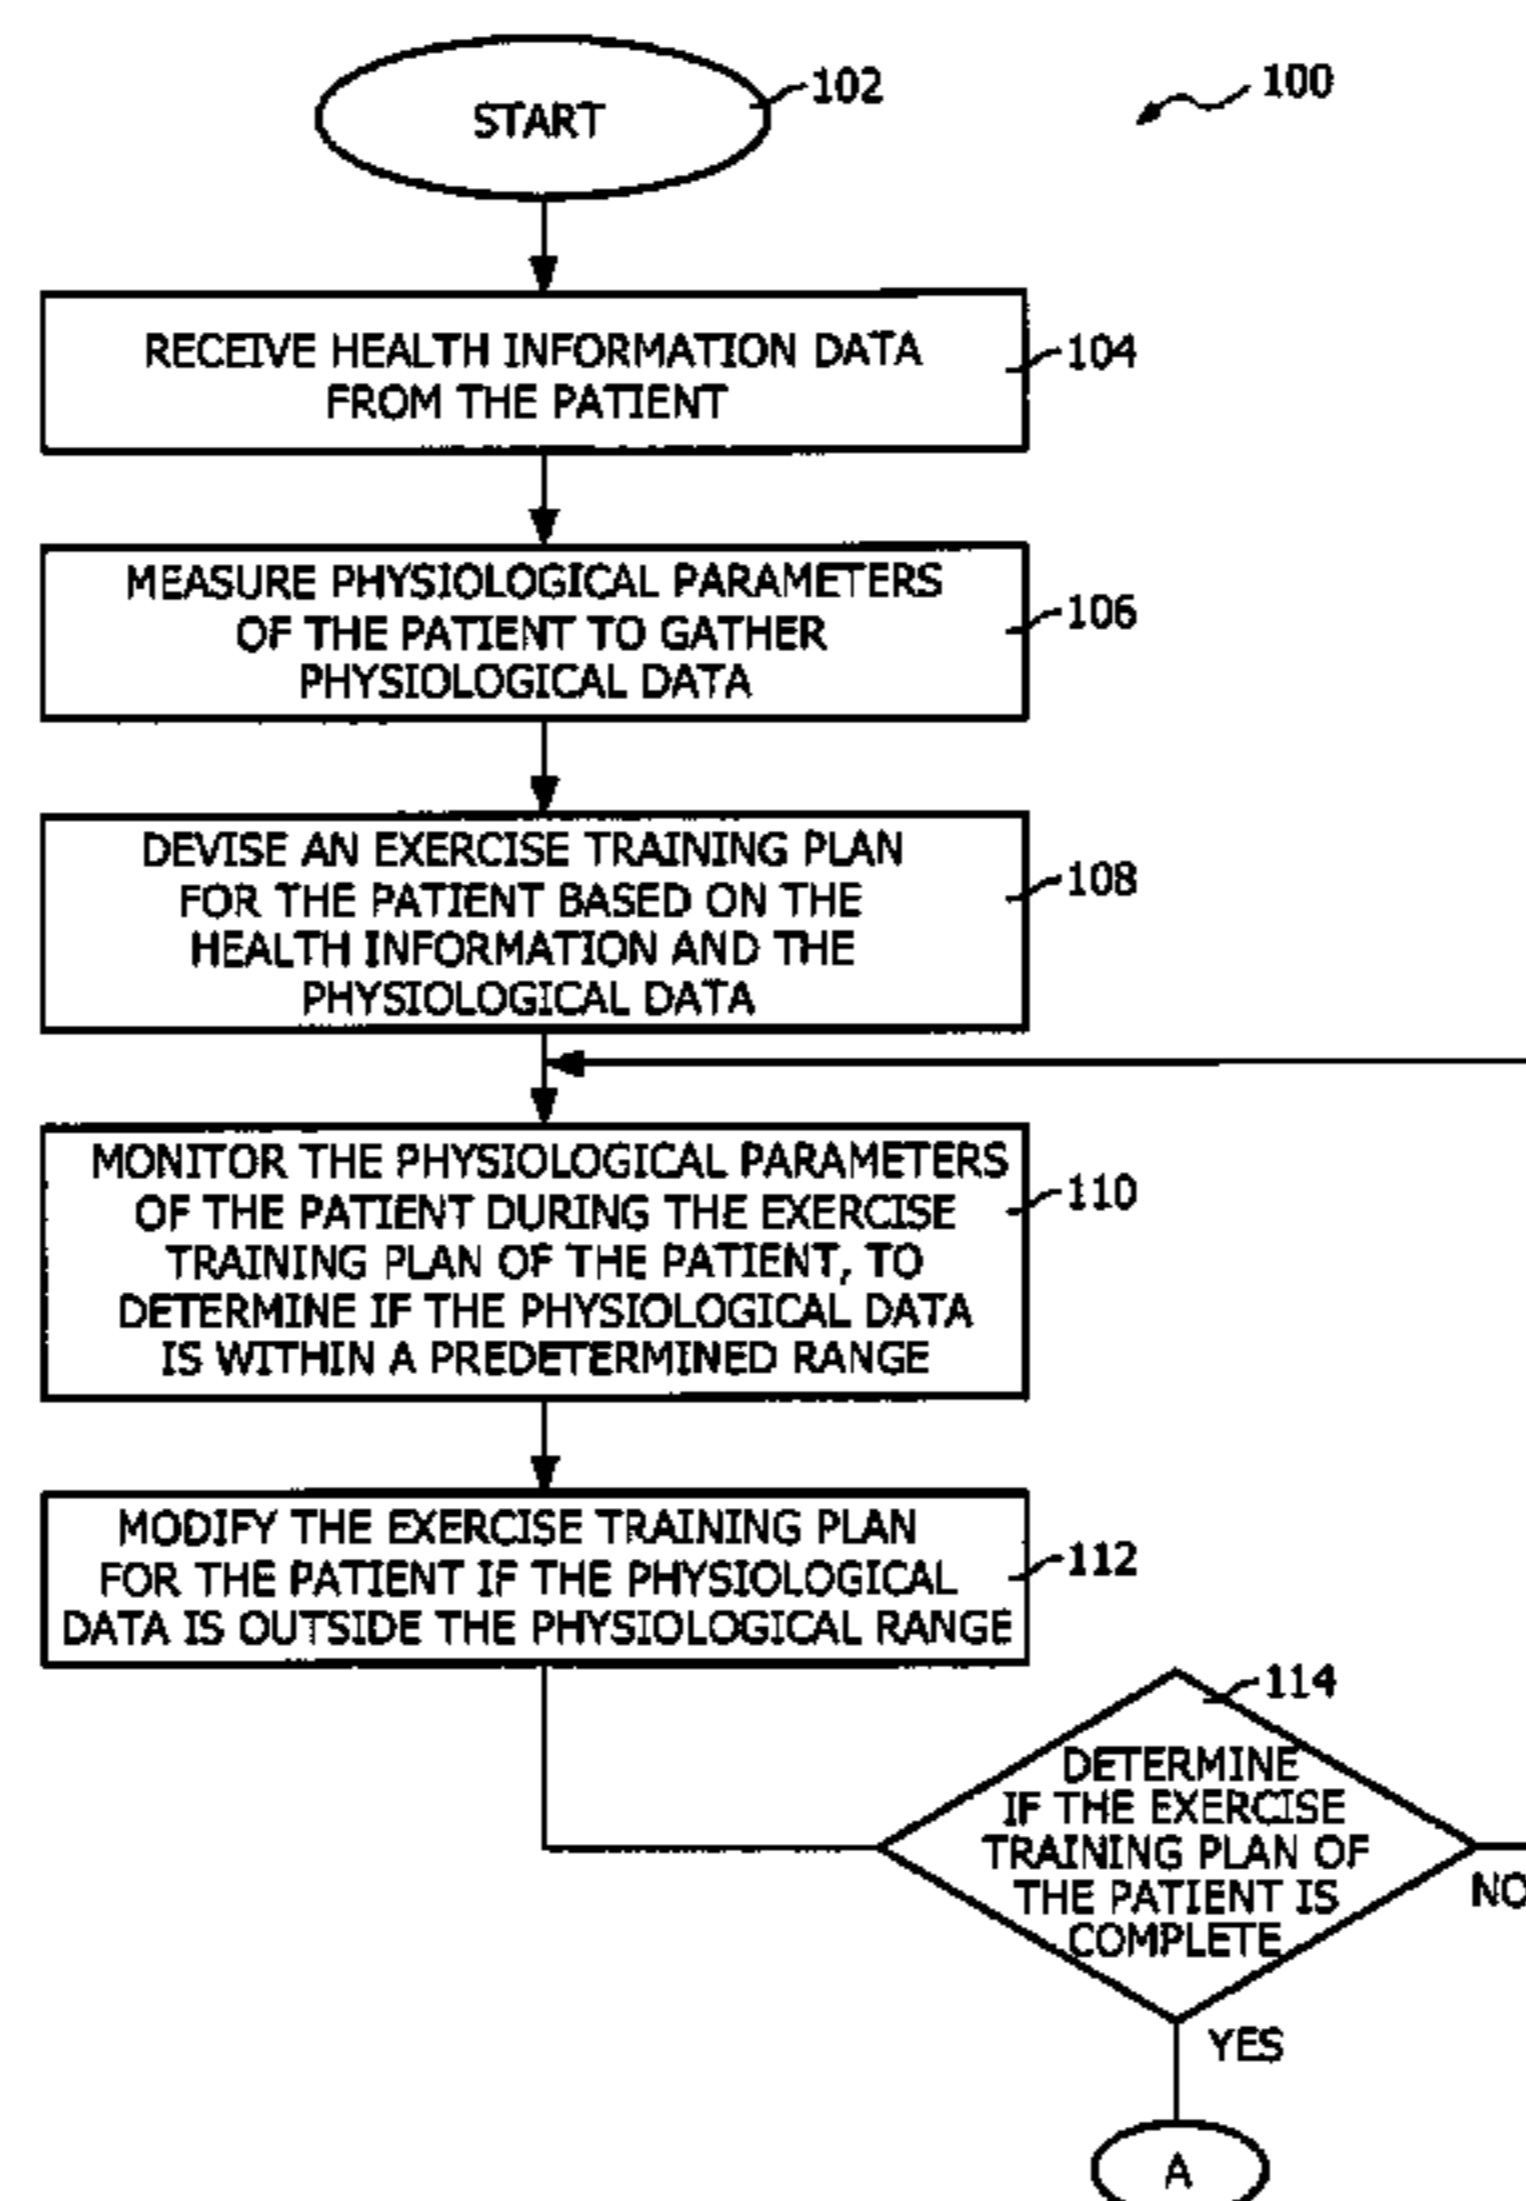 START
102
100
RECEIVE HEALTH INFORMATION DATA
FROM THE PATIENT
104
MEASURE PHYSIOLOGICAL PARAMETERS
OF THE PATIENT TO GATHER
PHYSIOLOGICAL DATA
106
DEVISE AN EXERCISE TRAINING PLAN
FOR THE PATIENT BASED ON THE
HEALTH INFORMATION AND THE
PHYSIOLOGICAL DATA
108
MONITOR THE PHYSIOLOGICAL PARAMETERS
OF THE PATIENT DURING THE EXERCISE
TRAINING PLAN OF THE PATIENT, TO
DETERMINE IF THE PHYSIOLOGICAL DATA
IS WITHIN A PREDETERMINED RANGE
110
MODIFY THE EXERCISE TRAINING PLAN
FOR THE PATIENT IF THE PHYSIOLOGICAL
DATA IS OUTSIDE THE PHYSIOLOGICAL RANGE
112
114
DETERMINE
IF THE EXERCISE
TRAINING PLAN OF
THE PATIENT IS
COMPLETE
NO
YES
A